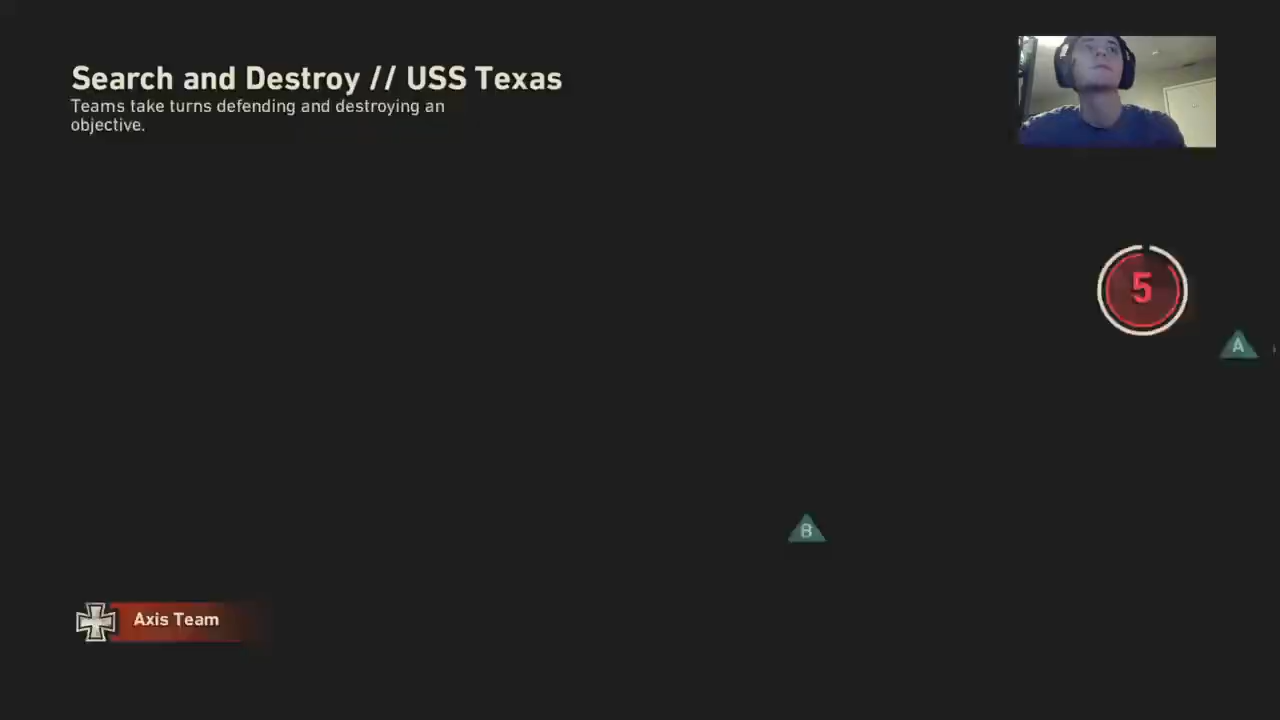 Search and Destroy // USS Texas
Teams take turns defending and destroying an
objective.
5
A
B
Axis Team